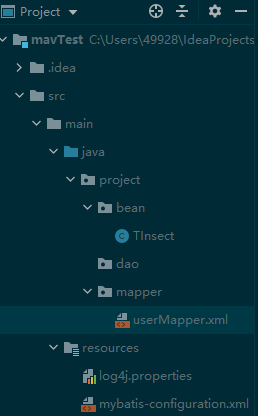 Project
mavTest C:\Users\49928\IdeaProjects
.idea
src
main
java
project
bean
TInsect
dao
mapper
userMapper.xml
resources
log4j.properties
mybatis-configuration.xml